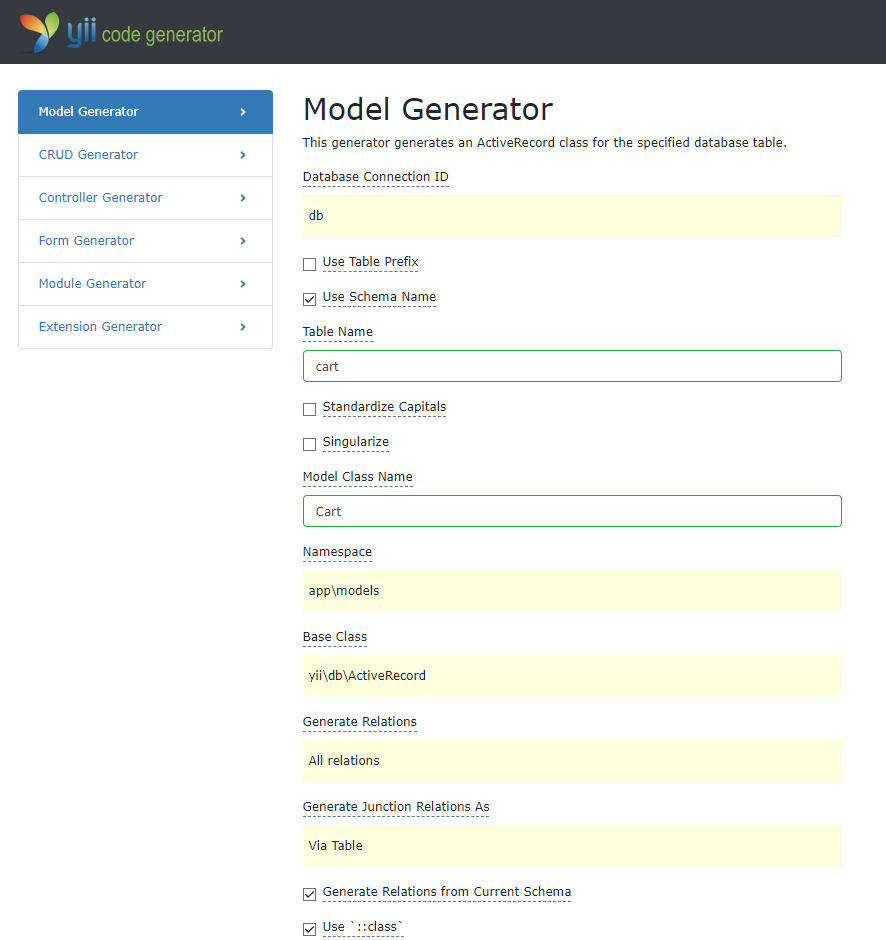 yii code generator
Model Generator
CRUD Generator
Controller Generator
Form Generator
Module Generator
Extension Generator
Model Generator
This generator generates an ActiveRecord class for the specified database table.
Database Connection ID
db
Use Table Prefix
Use Schema Name
Table Name
cart
Standardize Capitals
Singularize
Model Class Name
Cart
Namespace
app\models
Base Class
yii\db\ActiveRecord
Generate Relations
All relations
Generate Junction Relations As
Via Table
Generate Relations from Current Schema
Use `::class`